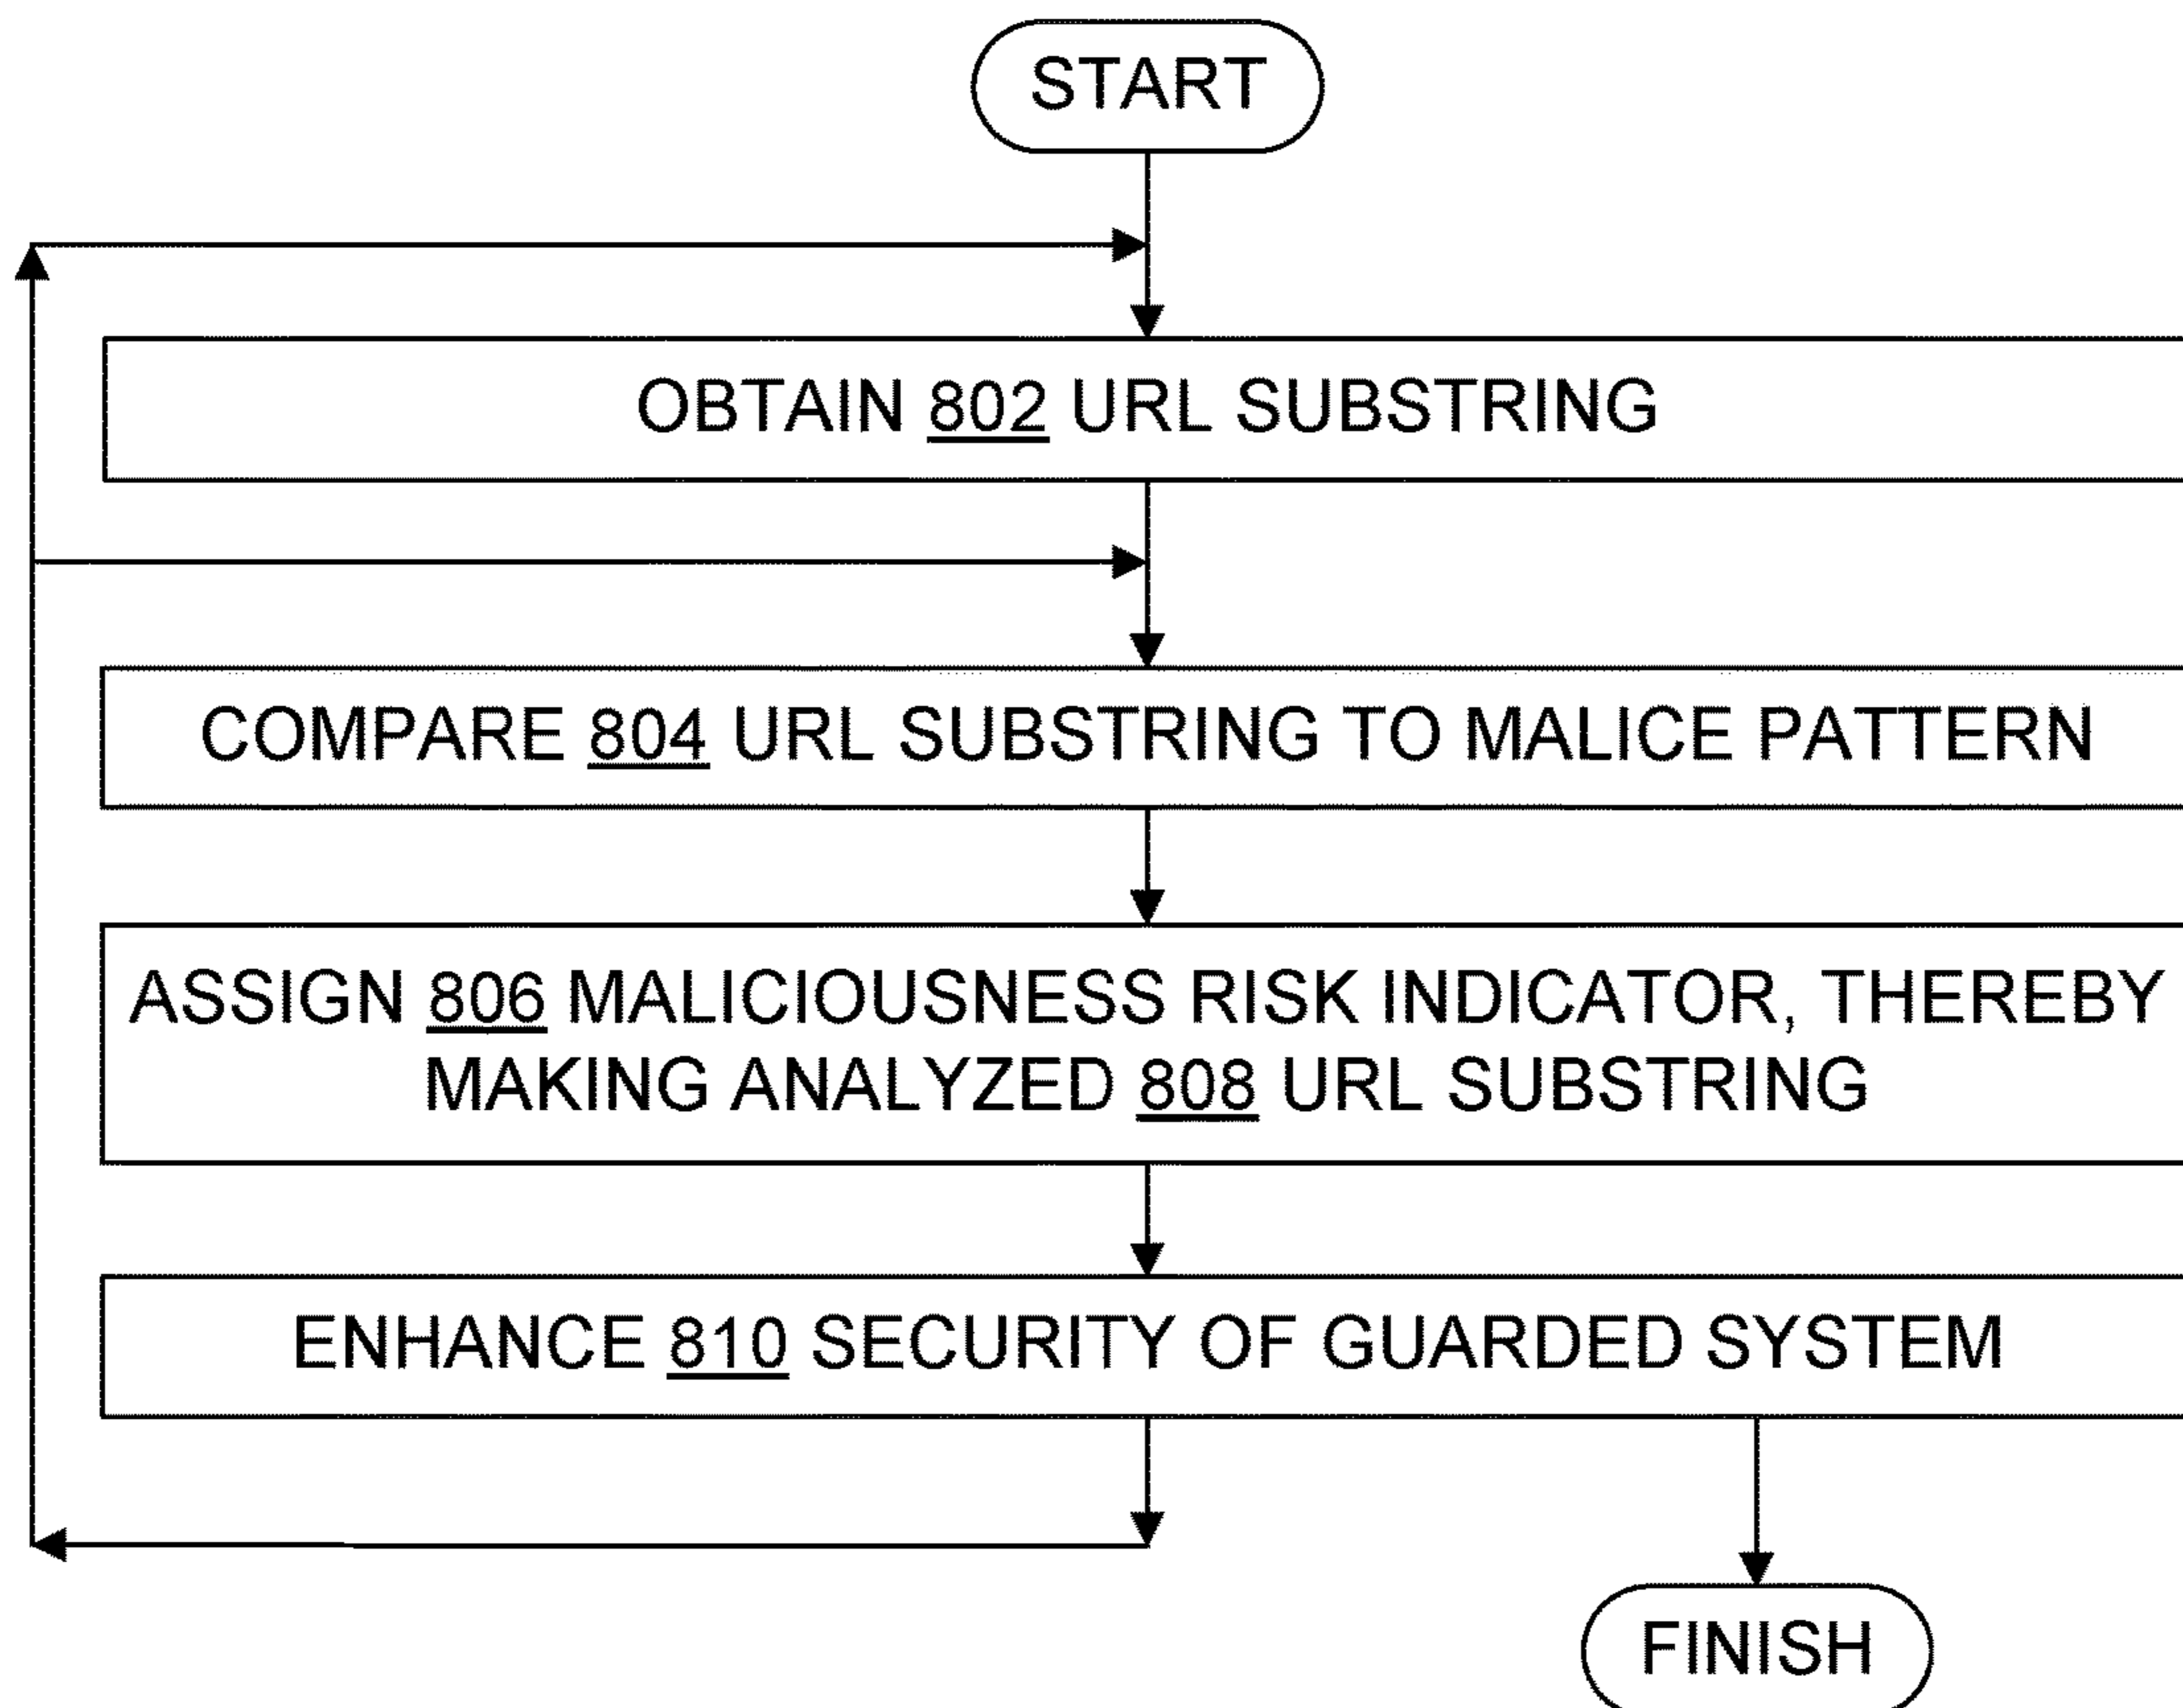 START
OBTAIN 802 URL SUBSTRING
COMPARE 804 URL SUBSTRING TO MALICE PATTERN
ASSIGN 806 MALICIOUSNESS RISK INDICATOR, THEREBY
MAKING ANALYZED 808 URL SUBSTRING
ENHANCE 810 SECURITY OF GUARDED SYSTEM
FINISH